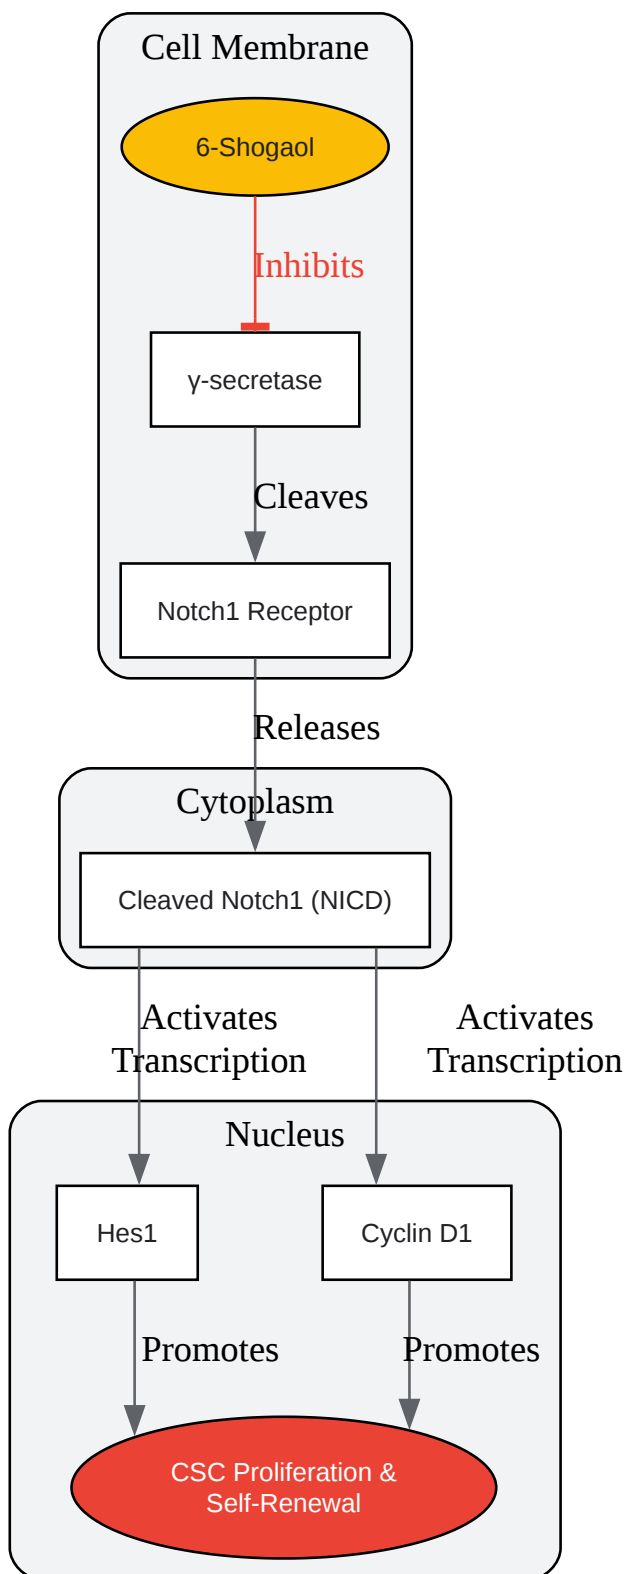 Cell Membrane
6-Shogaol
Inhibits
γ-secretase
Cleaves
Notch1 Receptor
Releases
Cytoplasm
Cleaved Notch1 (NICD)
Activates
Transcription
Activates
Transcription
Nucleus
Hes1
Cyclin D1
Promotes
Promotes
CSC Proliferation &
Self-Renewal